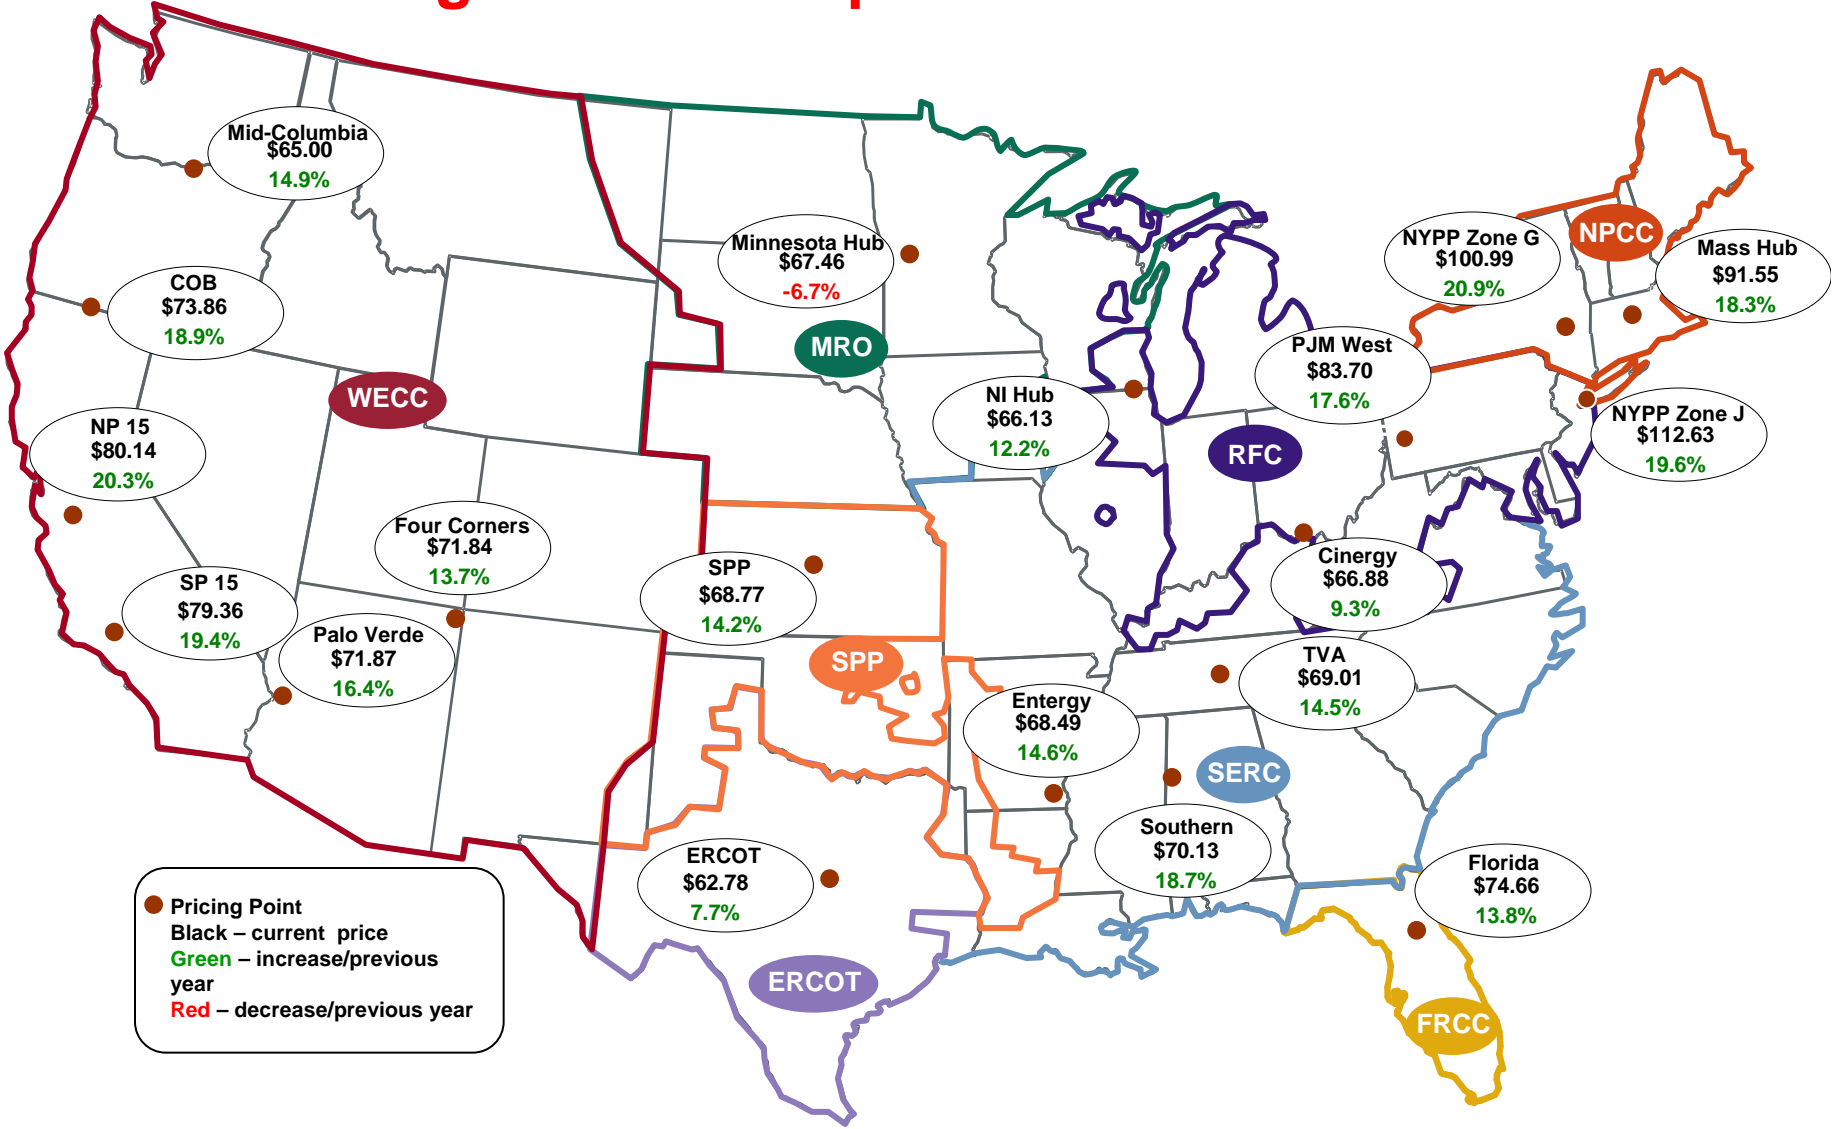 Mid-Columbia
$65.00
14.9%
Minnesota Hub
$67.46
-6.7%
NYPP Zone G
$100.99
20.9%
NPCC
Mass Hub
$91.55
18.3%
COB
$73.86
18.9%
MRO
PJM West
$83.70
17.6%
WECC
NI Hub
$66.13
12.2%
NYPP Zone J
$112.63
19.6%
NP 15
$80.14
20.3%
RFC
Four Corners
$71.84
13.7%
SPP
$68.77
14.2%
Cinergy
$66.88
9.3%
SP 15
$79.36
19.4%
Palo Verde
$71.87
16.4%
SPP
TVA
$69.01
14.5%
Entergy
$68.49
14.6%
SERC
Southern
$70.13
18.7%
ERCOT
$62.78
7.7%
Florida
$74.66
13.8%
Pricing Point
Black – current price
Green – increase/previous
year
Red – decrease/previous year
ERCOT
FRCC